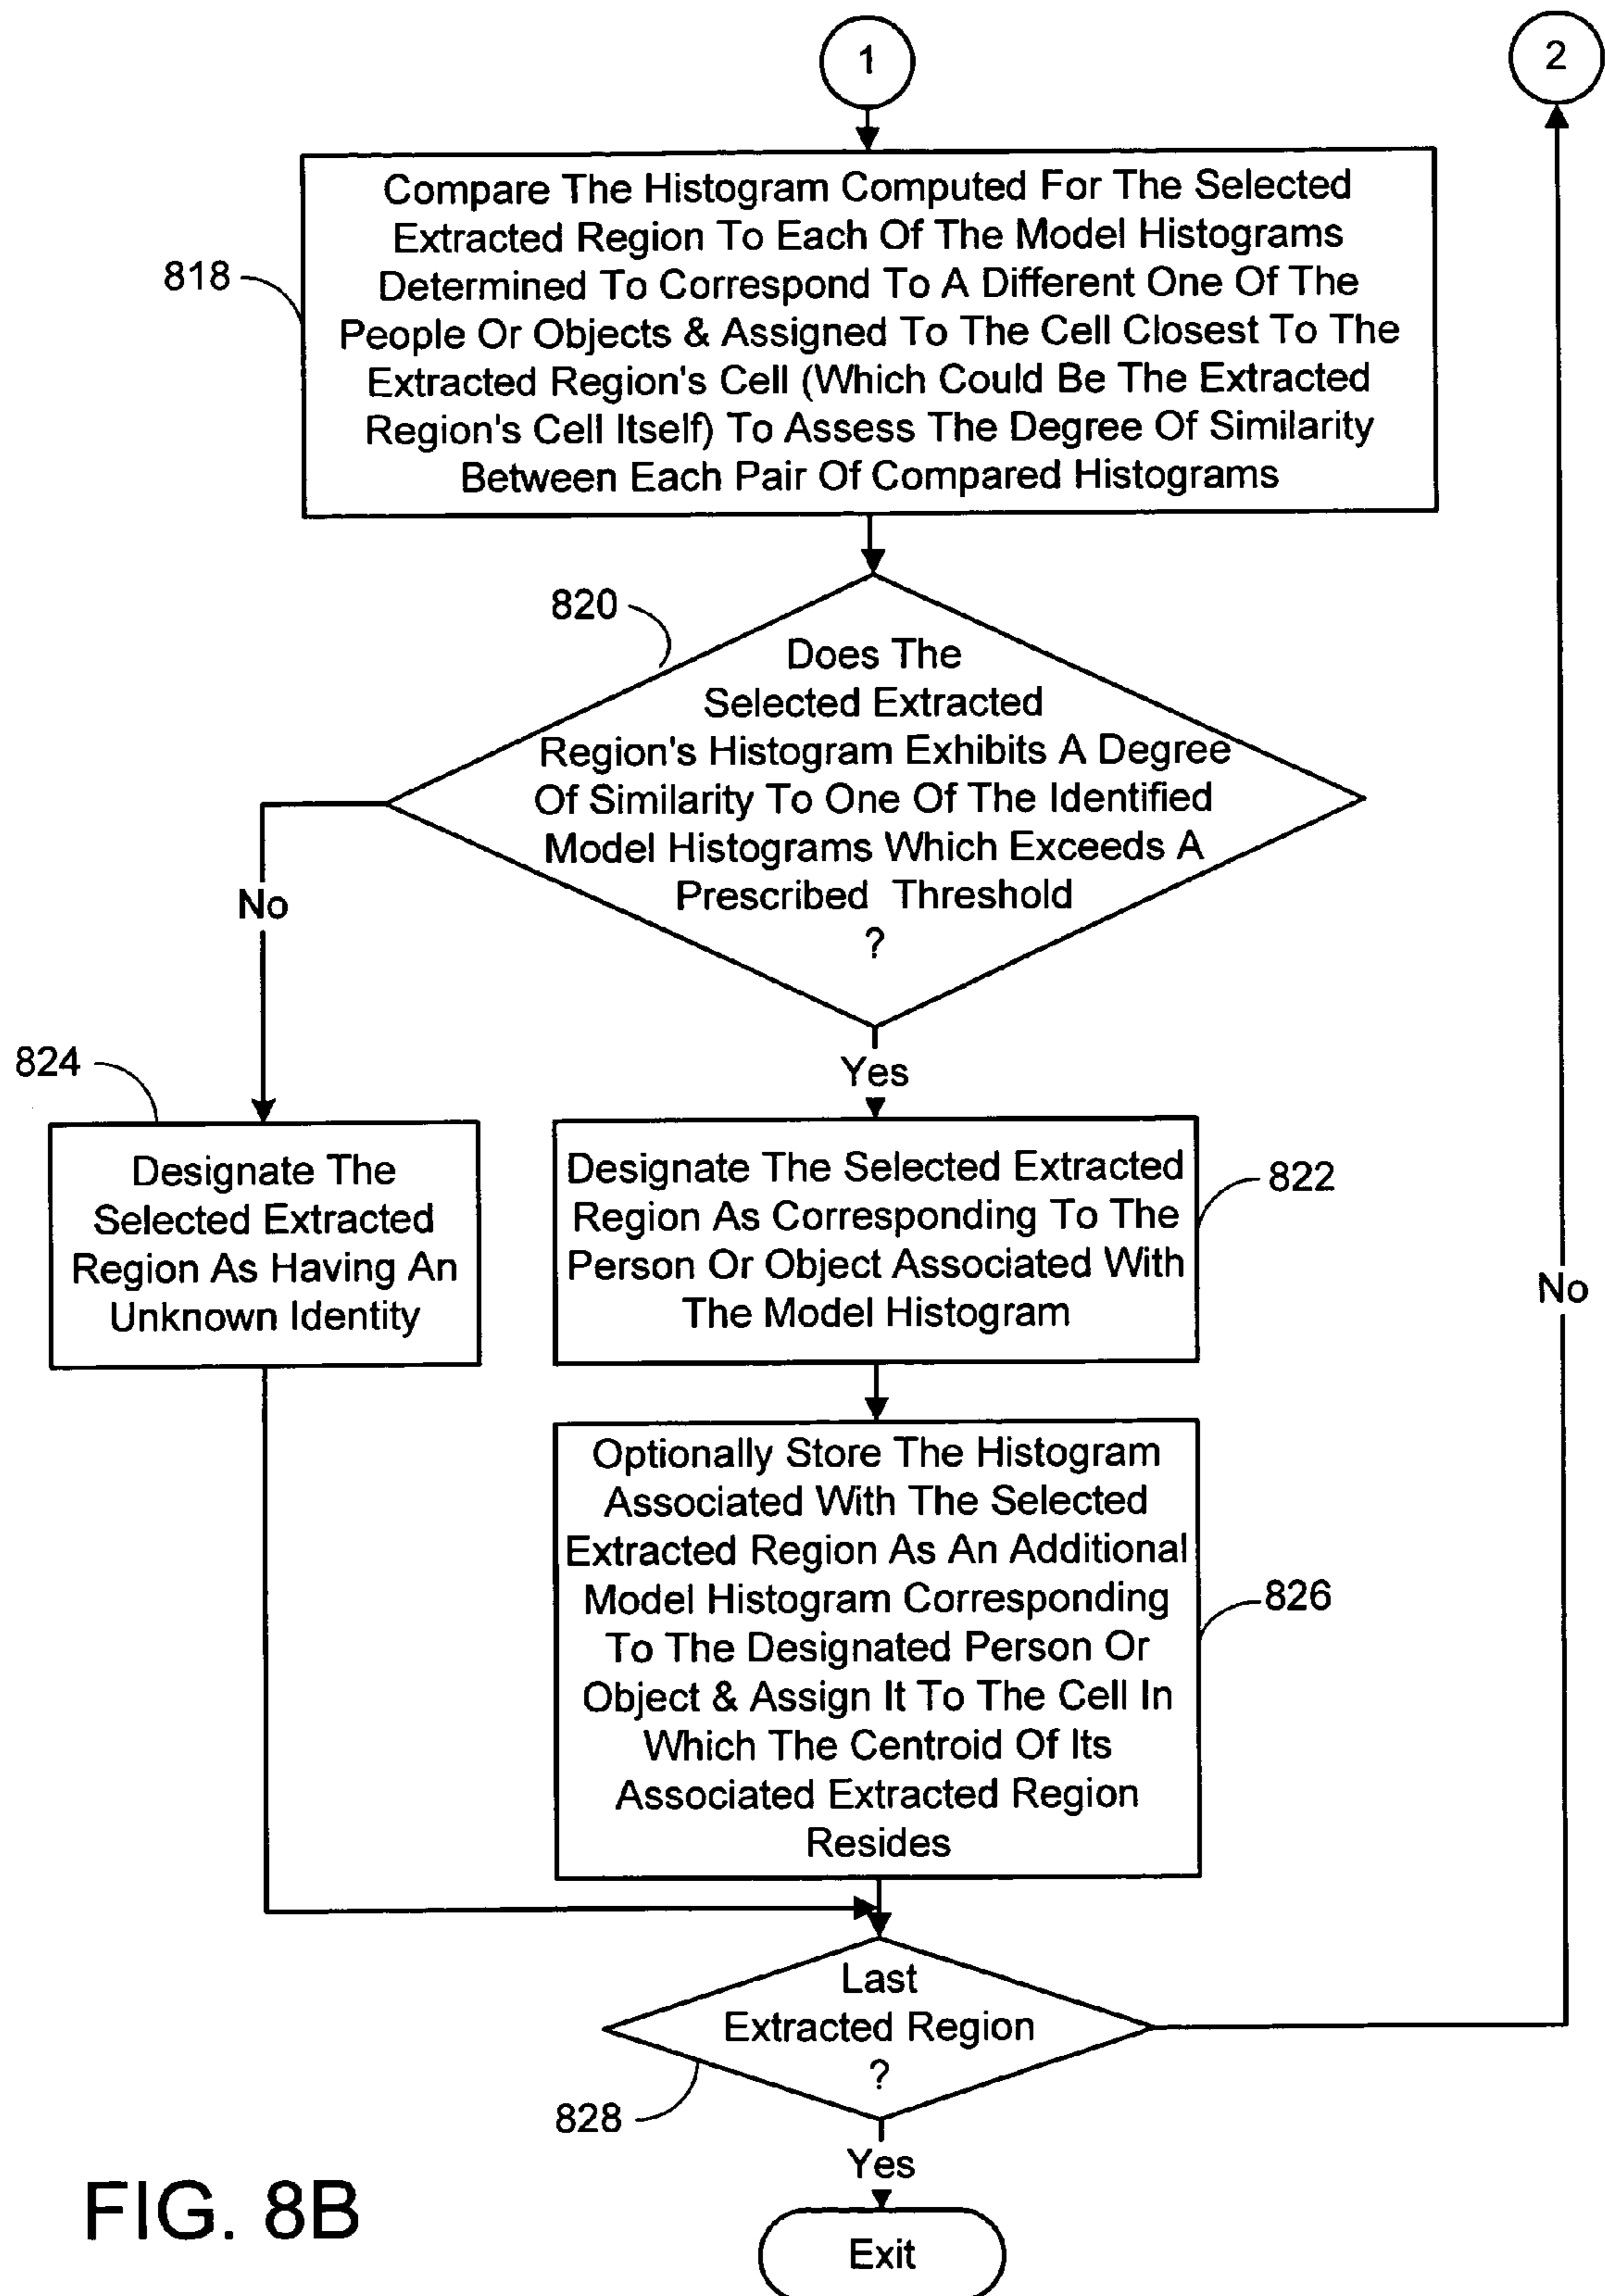 1
2
Compare The Histogram Computed For The Selected
Extracted Region To Each Of The Model Histograms
Determined To Correspond To A Different One Of The
People Or Objects & Assigned To The Cell Closest To The
Extracted Region's Cell (Which Could Be The Extracted
Region's Cell Itself) To Assess The Degree Of Similarity
Between Each Pair Of Compared Histograms
818
820
Does The
Selected Extracted
Region's Histogram Exhibits A Degree
Of Similarity To One Of The Identified
Model Histograms Which Exceeds A
Prescribed Threshold
?
No
Yes
824
Designate The
Selected Extracted
Region As Having An
Unknown Identity
Designate The Selected Extracted
Region As Corresponding To The
Person Or Object Associated With
The Model Histogram
822
No
Optionally Store The Histogram
Associated With The Selected
Extracted Region As An Additional
Model Histogram Corresponding
To The Designated Person Or
Object & Assign It To The Cell In
Which The Centroid Of Its
Associated Extracted Region
Resides
826
Last
Extracted Region
?
828
Yes
Exit
FIG. 8B